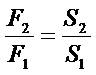 F₂/F₁ = S₂/S₁